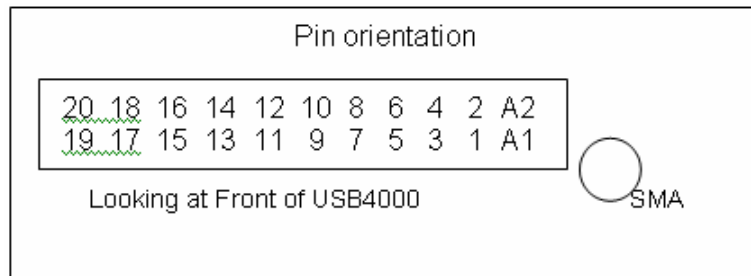 Pin orientation
20 18 16 14 12 10 8 6 4 2 A2
19 17 15 13 11 9 7 5 3 1 A1
Looking at Front of USB4000
SMA